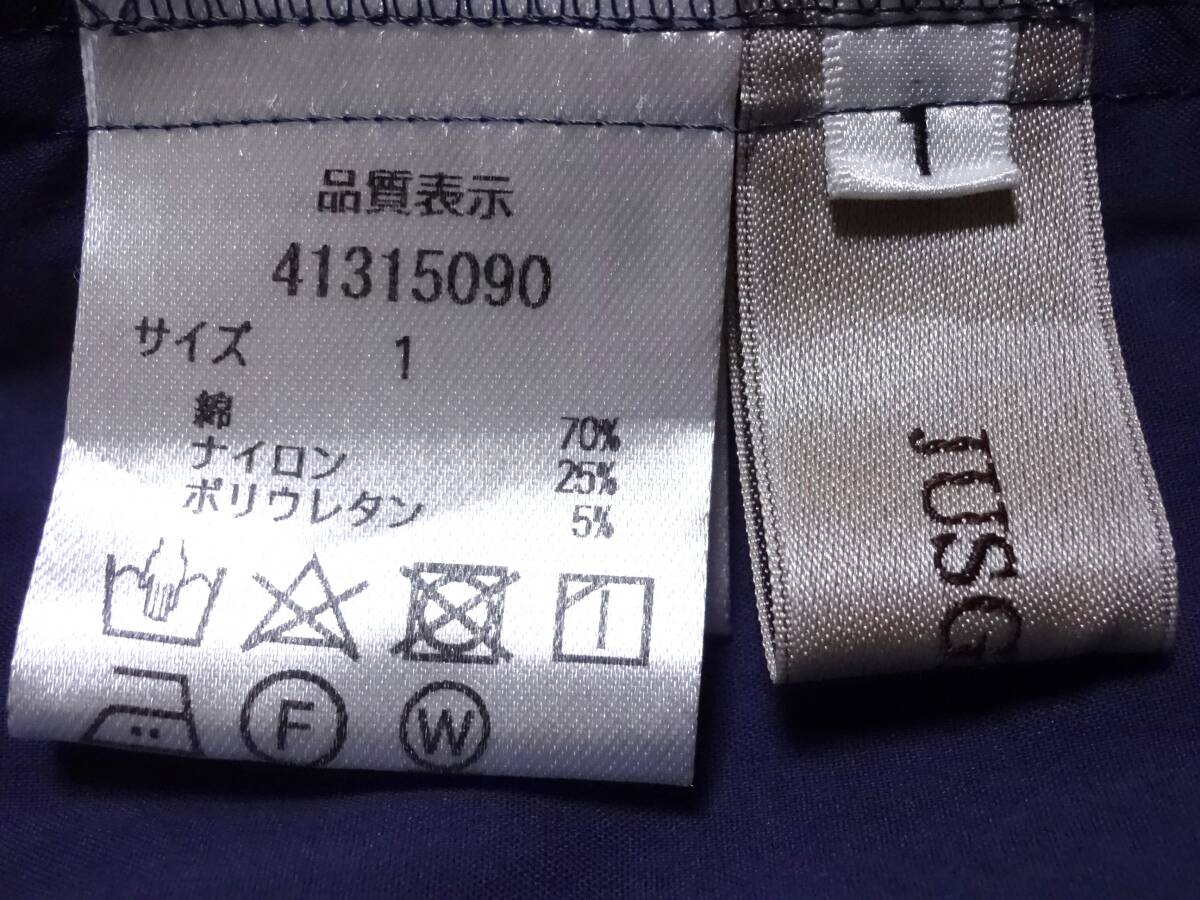 品質表示
41315090
サイズ 1
綿 70%
ナイロン 25%
ポリウレタン 5%
F W
1
JUSG